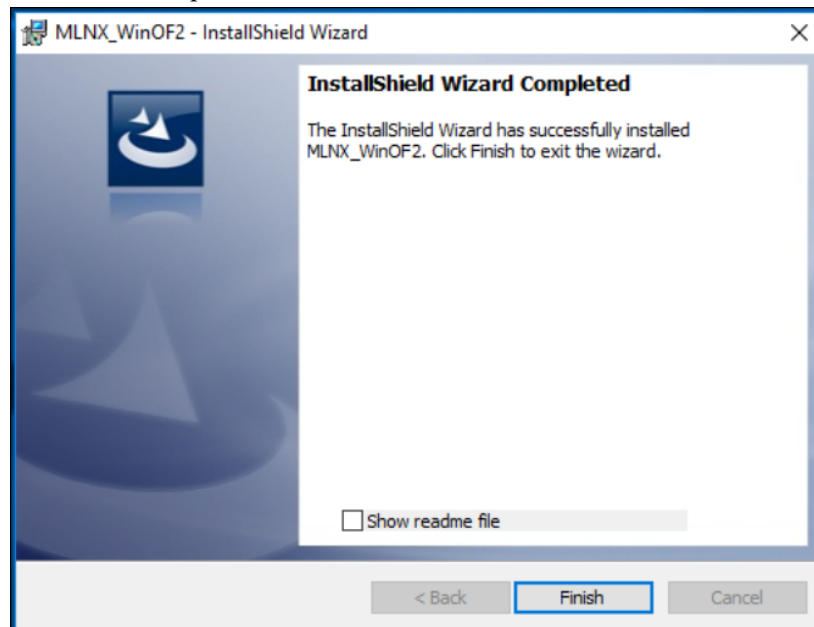 MLNX_WinOF2 - InstallShield Wizard
InstallShield Wizard Completed
The InstallShield Wizard has successfully installed
MLNX_WinOF2. Click Finish to exit the wizard.
Show readme file
< Back
Finish
Cancel